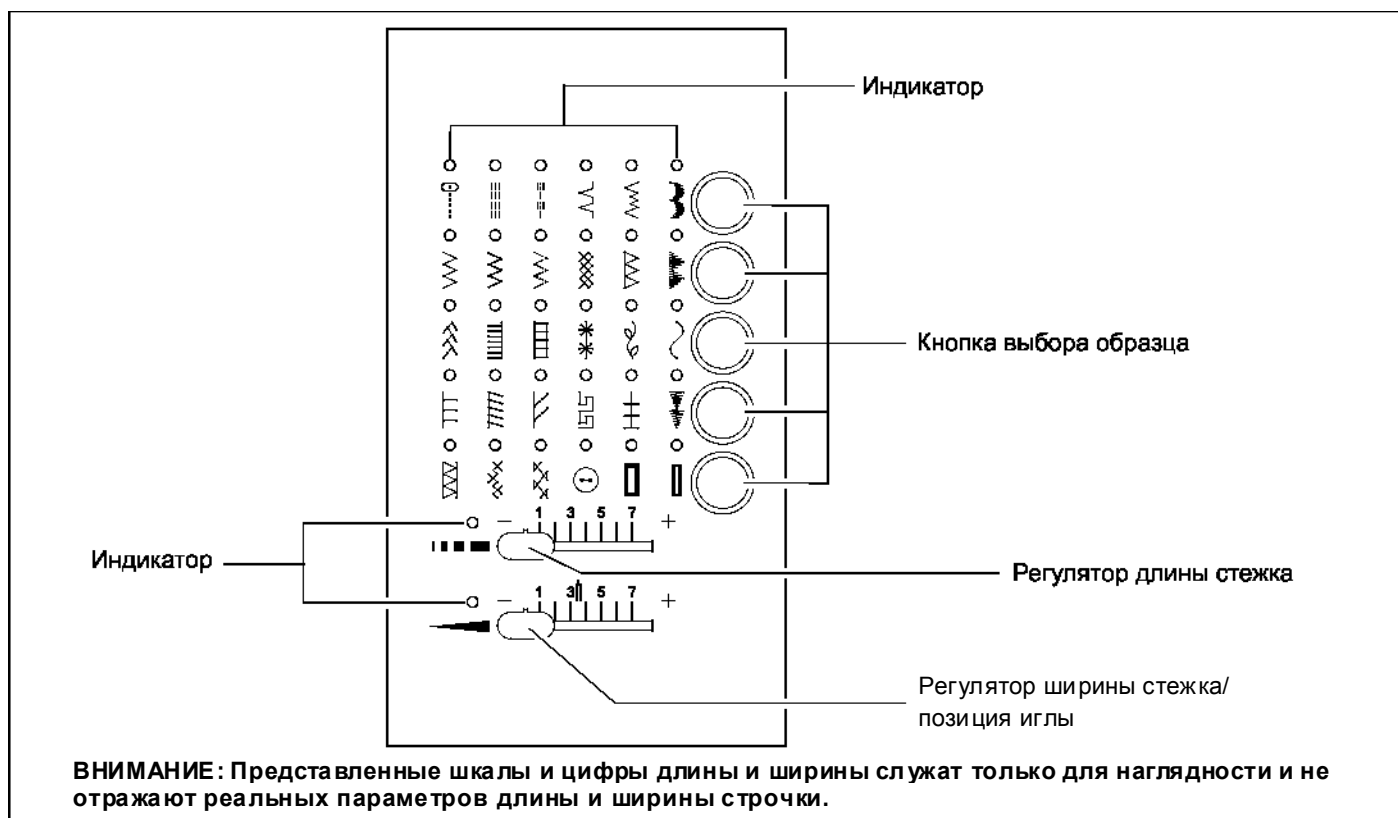 Индикатор
Кнопка выбора образца
− 1 3 5 7 +
Индикатор
Регулятор длины стежка
− 1 3 5 7 +
Регулятор ширины стежка/
позиция иглы
ВНИМАНИЕ: Представленные шкалы и цифры длины и ширины служат только для наглядности и не
отражают реальных параметров длины и ширины строчки.